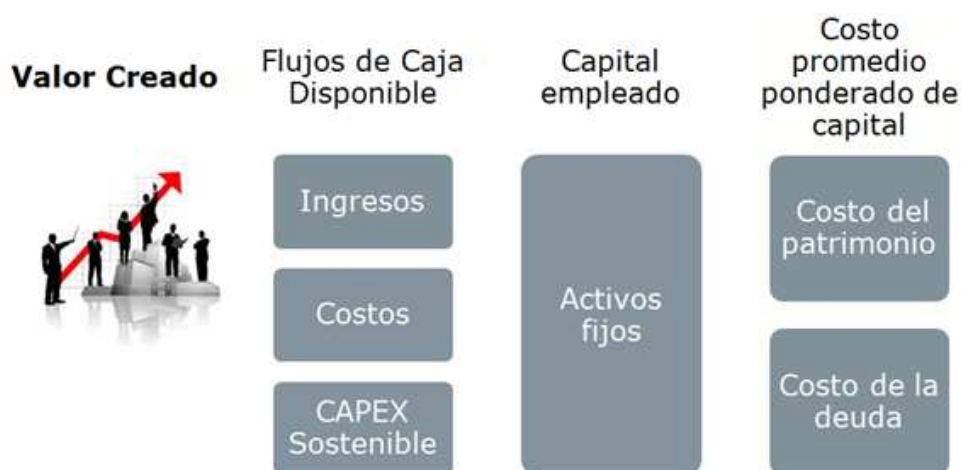 Valor Creado
Flujos de Caja
Disponible
Capital
empleado
Costo
promedio
ponderado de
capital
Ingresos
Costos
CAPEX
Sostenible
Activos
fijos
Costo del
patrimonio
Costo de la
deuda